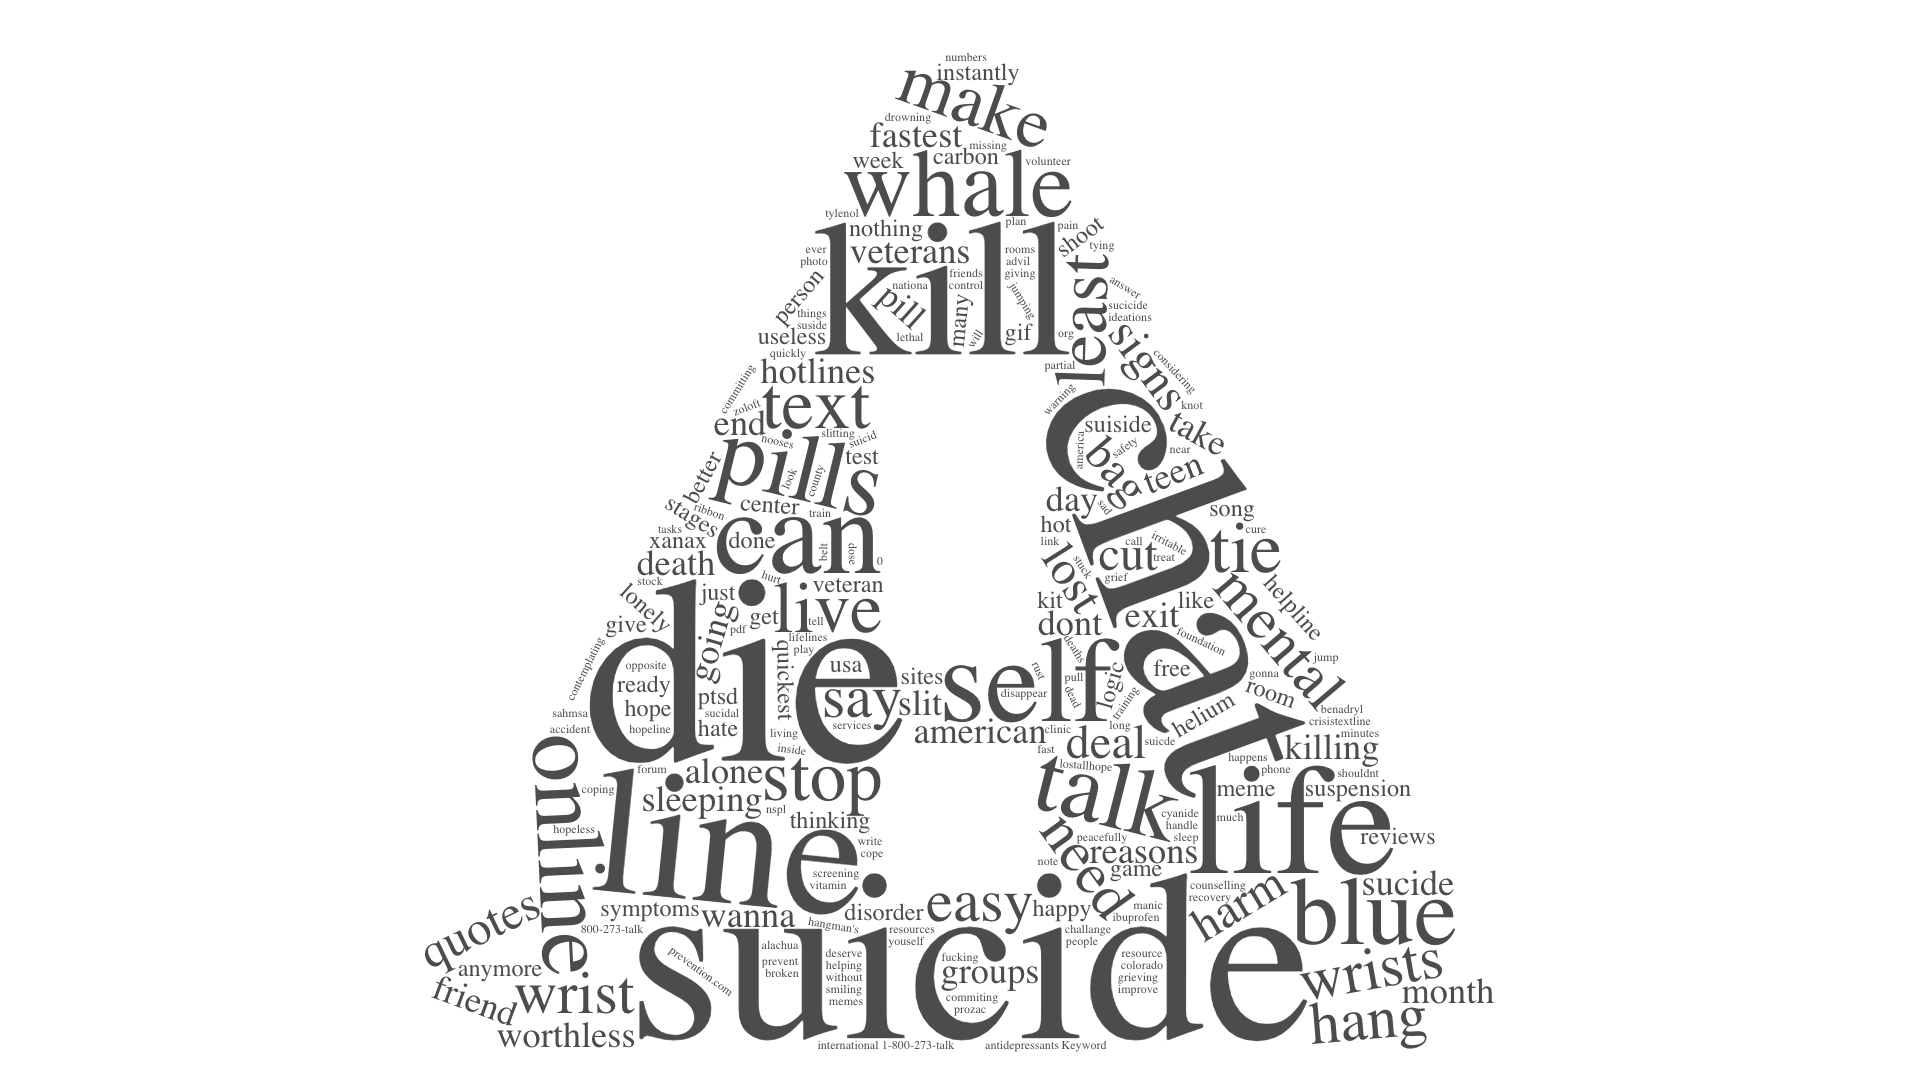 numbers
instantly
make
drowning
fastest
missing
week
carbon
volunteer
whale
tylenol
nothing
plan
pain
shoot
ever
veterans
rooms
tying
photo
advil
kill
friends
giving
least
person
nationa
control
answer
pill
many
jumping
sucicide
things
ideations
suside
useless
lethal
will
gif
org
signs
quickly
partial
considering
hotlines
committing
warning
text
zoloft
knot
end
chat
suiside
take
nooses
slitting
suicid
america
safety
pills
test
bag
near
better
look
county
teen
stages
ribbon
center
train
day
sad
song
tasks
can
hot
cure
xanax
done
belt
dose
link
call
irritable
tie
death
0
lost
cut
treat
stock
hurt
stuck
grief
lonely
just
live
veteran
mental
helpline
die
get
kit
like
give
going
pdf
tell
dont
exit
lifelines
foundation
contemplating
play
deaths
opposite
quickest
usa
self
rust
free
jump
ready
sites
pull
logic
gonna
ptsd
say
slit
disappear
dead
training
room
hope
helium
benadryl
sahmsa
sucidal
crisistextline
accident
hopeline
hate
services
american
clinic
long
minutes
living
deal
suicde
killing
online
inside
fast
happens
forum
alone
stop
lostallhope
phone
shouldnt
coping
line
talk
life
meme
suspension
sleeping
nspl
cyanide
much
thinking
handle
hopeless
need
peacefully
sleep
reviews
write
cope
reasons
note
game
screening
vitamin
counselling
sucide
recovery
harm
quotes
symptoms
wanna
disorder
easy
happy
manic
blue
800-273-talk
hangman's
resources
ibuprofen
suicide
challange
alachua
youself
people
prevention.com
deserve
fucking
resource
anymore
prevent
helping
groups
colorado
wrists
broken
without
grieving
friend
wrist
smiling
commiting
improve
month
memes
prozac
worthless
hang
international 1-800-273-talk
antidepressants Keyword